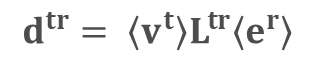 d^tr = ⟨v^t⟩L^tr⟨e^r⟩